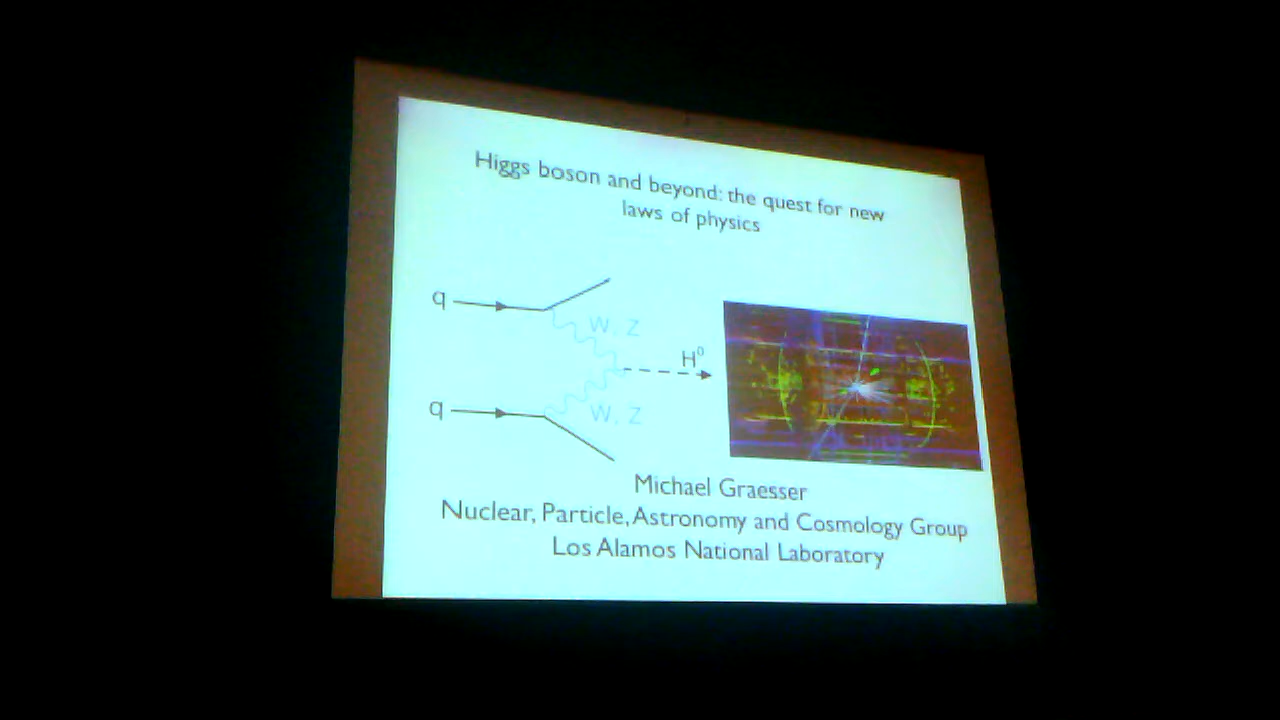 Higgs boson and beyond: the quest for new
laws of physics
q
W, Z
H⁰
q
W, Z
Michael Graesser
Nuclear, Particle, Astronomy and Cosmology Group
Los Alamos National Laboratory